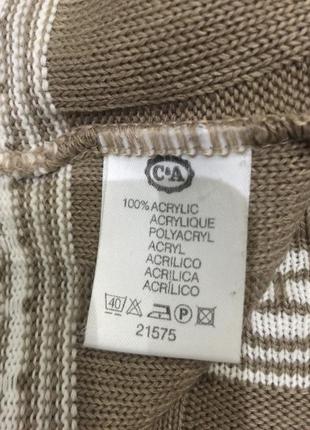 C&A
100% ACRYLIC
ACRYLIQUE
POLYACRYL
ACRYL
ACRILICO
ACRILICA
ACRÍLICO
40 P
21575